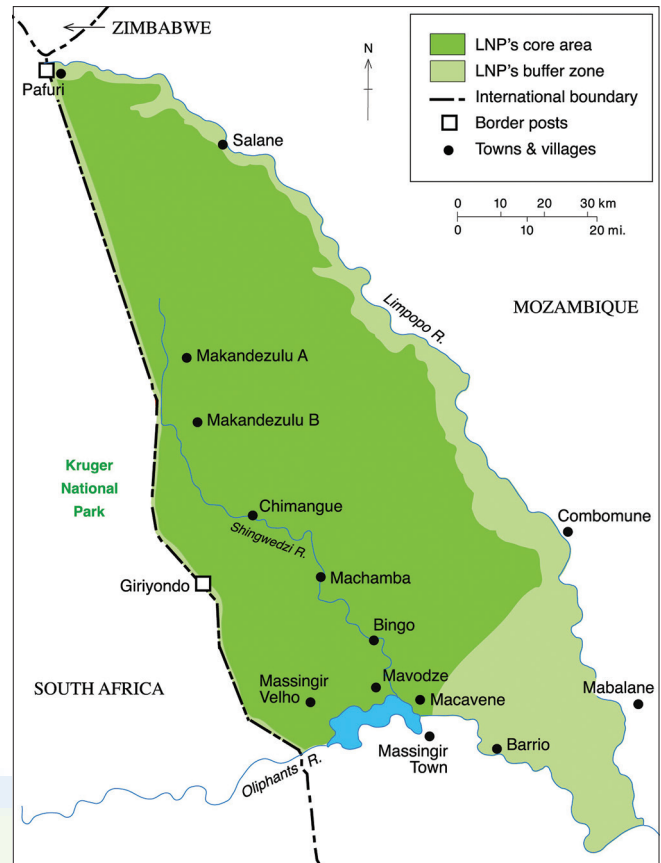 ZIMBABWE
LNP's core area
LNP's buffer zone
International boundary
Border posts
Towns & villages
0 10 20 30 km
0 10 20 mi.
N
Pafuri
Salane
Limpopo R.
MOZAMBIQUE
Makandezulu A
Makandezulu B
Kruger
National
Park
Chimangue
Shingwedzi R.
Combomune
Giriyondo
Machamba
Bingo
SOUTH AFRICA
Massingir
Velho
Mavodze
Macavene
Mabalane
Massingir
Town
Barrio
Oliphants R.